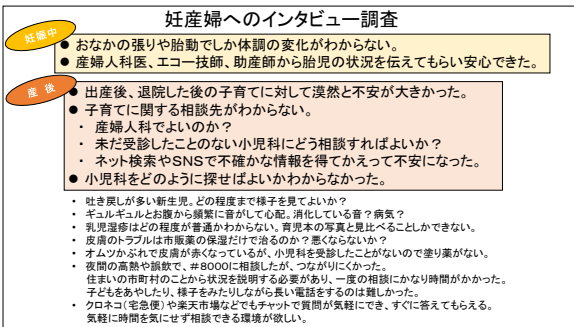 妊産婦へのインタビュー調査
妊娠中
● おなかの張りや胎動でしか体調の変化がわからない。
● 産婦人科医、エコー技師、助産師から胎児の状況を伝えてもらい安心できた。
産 後
● 出産後、退院した後の子育てに対して漠然と不安が大きかった。
● 子育てに関する相談先がわからない。
・ 産婦人科でよいのか？
・ 未だ受診したことのない小児科にどう相談すればよいか？
・ ネット検索やSNSで不確かな情報を得てかえって不安になった。
● 小児科をどのように探せばよいかわからなかった。
• 吐き戻しが多い新生児。どの程度まで様子を見てよいか？
• ギュルギュルとお腹から頻繁に音がして心配。消化している音？病気？
• 乳児湿疹はどの程度が普通かわからない。育児本の写真と見比べることしかできない。
• 皮膚のトラブルは市販薬の保湿だけで治るのか？悪くならないか？
• オムツかぶれで皮膚が赤くなっているが、小児科を受診したことがないので塗り薬がない。
• 夜間の高熱や誤飲で、＃8000に相談したが、つながりにくかった。
住まいの市町村のことから状況を説明する必要があり、一度の相談にかなり時間がかかった。
子どもをあやしたり、様子をみたりしながら長い電話をするのは難しかった。
• クロネコ（宅急便）や楽天市場などでもチャットで質問が気軽にでき、すぐに答えてもらえる。
気軽に時間を気にせず相談できる環境が欲しい。